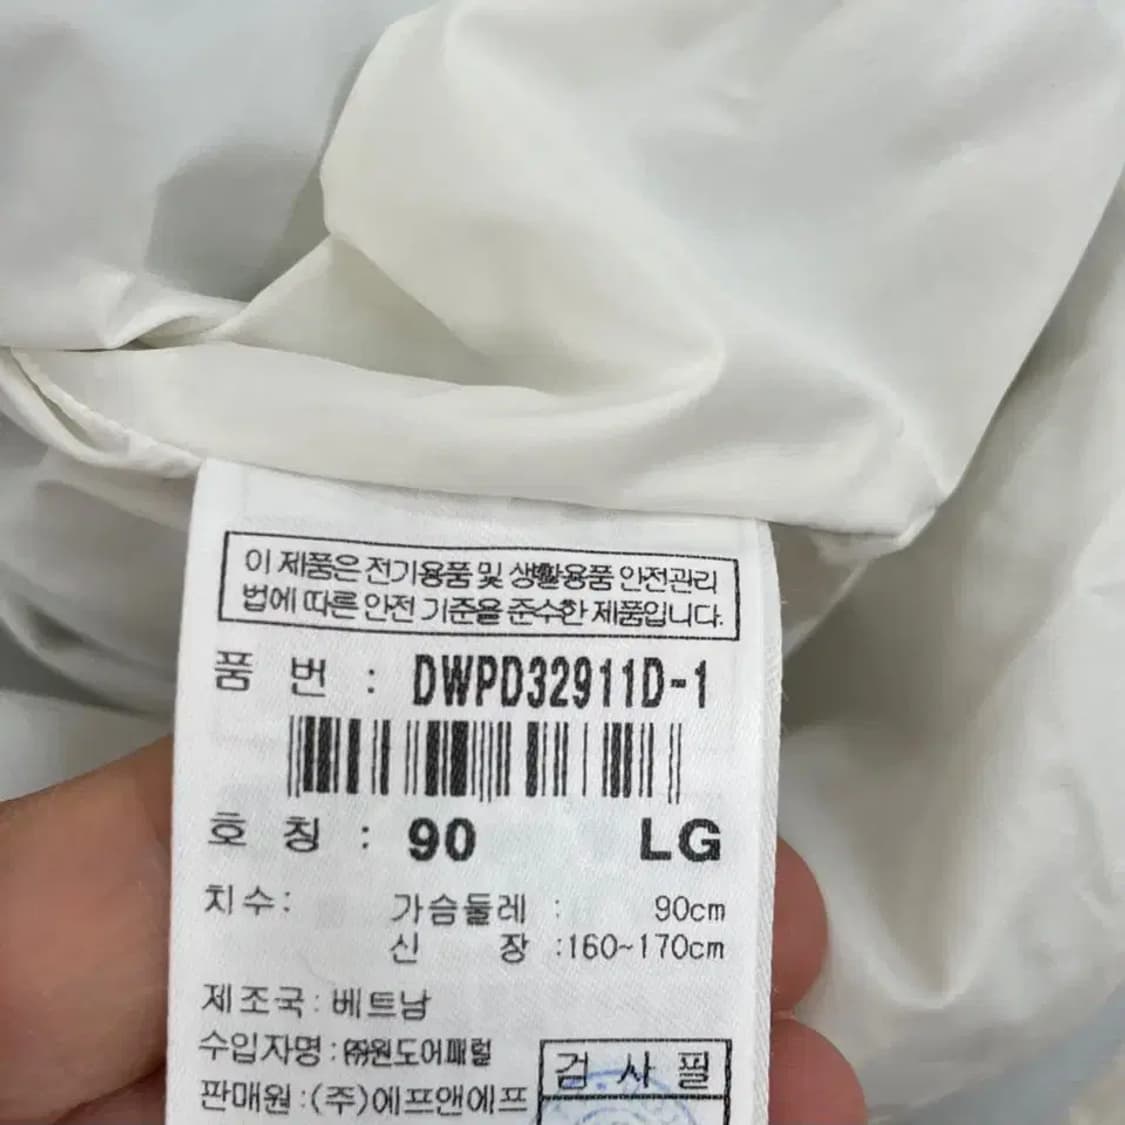 이 제품은 전기용품 및 생활용품 안전관리
법에 따른 안전 기준을 준수한 제품입니다.
품 번 : DWPD32911D-1
호 칭 : 90 LG
치수: 가슴둘레 : 90cm
신 장 :160~170cm
제조국: 베트남
수입자명 : ㈜원도어패럴
판매원 :(주)에프앤에프
검 사 필